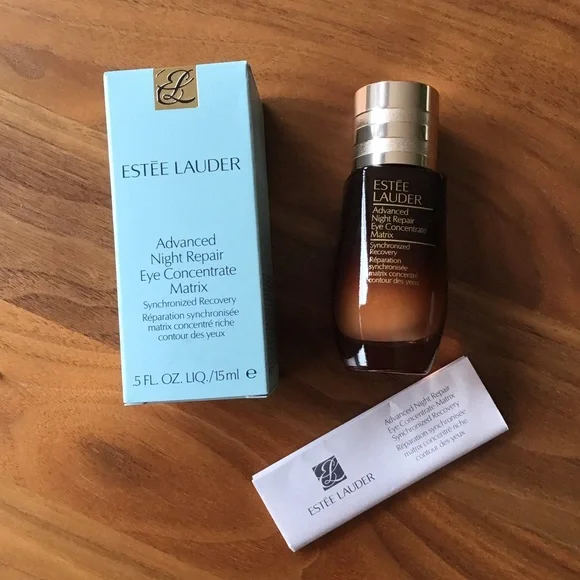 ESTĒE LAUDER
Advanced
Night Repair
Eye Concentrate
Matrix
Synchronized Recovery
Réparation synchronisée
matrix concentré riche
contour des yeux
.5 FL. OZ. LIQ./15ml e
ESTĒE
LAUDER
Advanced
Night Repair
Eye Concentrate
Matrix
Synchronized
Recovery
Réparation
synchronisée
matrix concentré
contour des yeux
Advanced Night Repair
Eye Concentrate Matrix
Synchronized Recovery
Réparation synchronisée
matrix concentré riche
contour des yeux
ESTĒE LAUDER